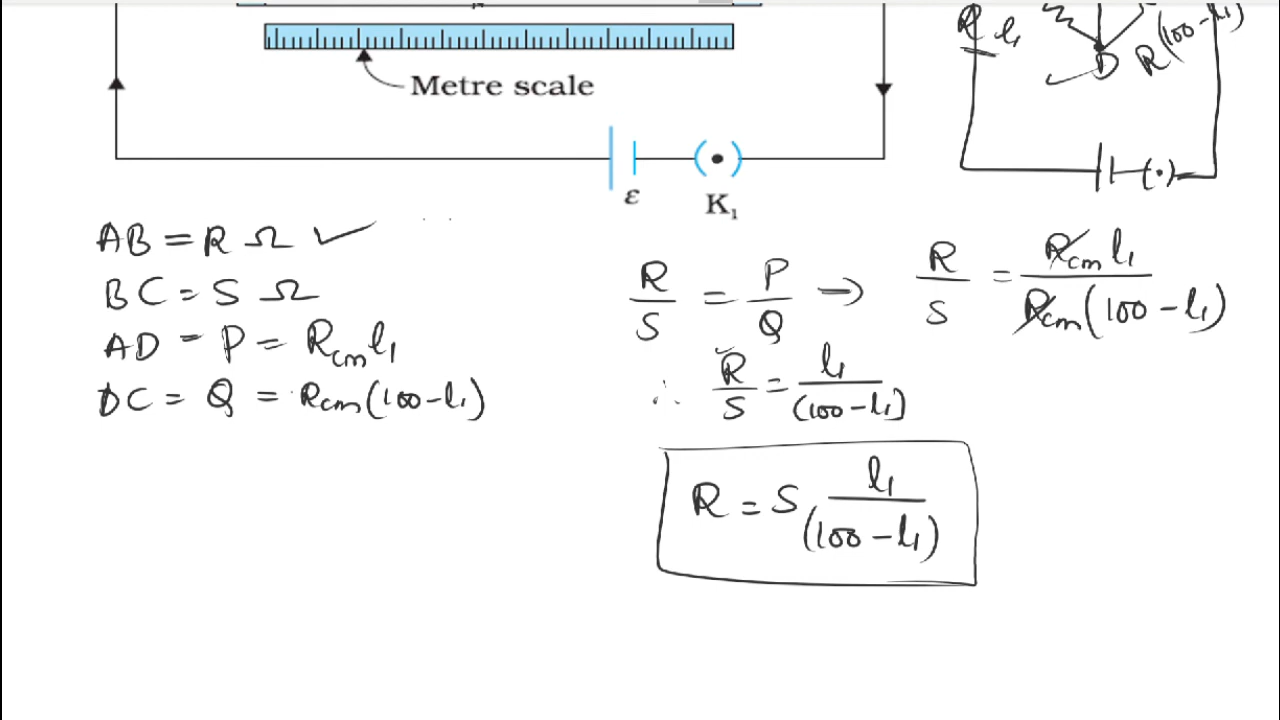 R l₁ D R(100-l₁)
Metre scale
ε K₁
AB = R Ω ✓
BC = S Ω
AD = P = R_cm l₁
DC = Q = R_cm(100-l₁)
R/S = P/Q → R/S = R_cm l₁ / R_cm(100-l₁)
∴ R/S = l₁/(100-l₁)
R = S l₁/(100-l₁)